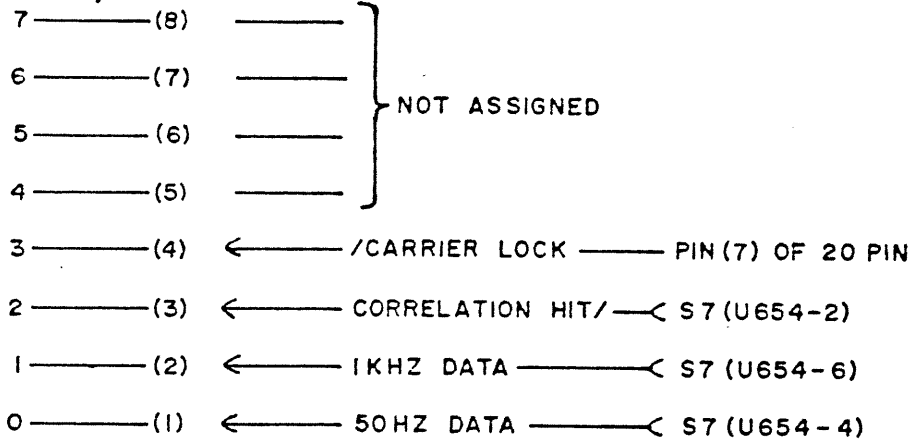 7 (8)
6 (7)
NOT ASSIGNED
5 (6)
4 (5)
3 (4) /CARRIER LOCK PIN(7) OF 20 PIN
2 (3) CORRELATION HIT/ S7(U654-2)
1 (2) 1KHZ DATA S7(U654-6)
0 (1) 50HZ DATA S7(U654-4)